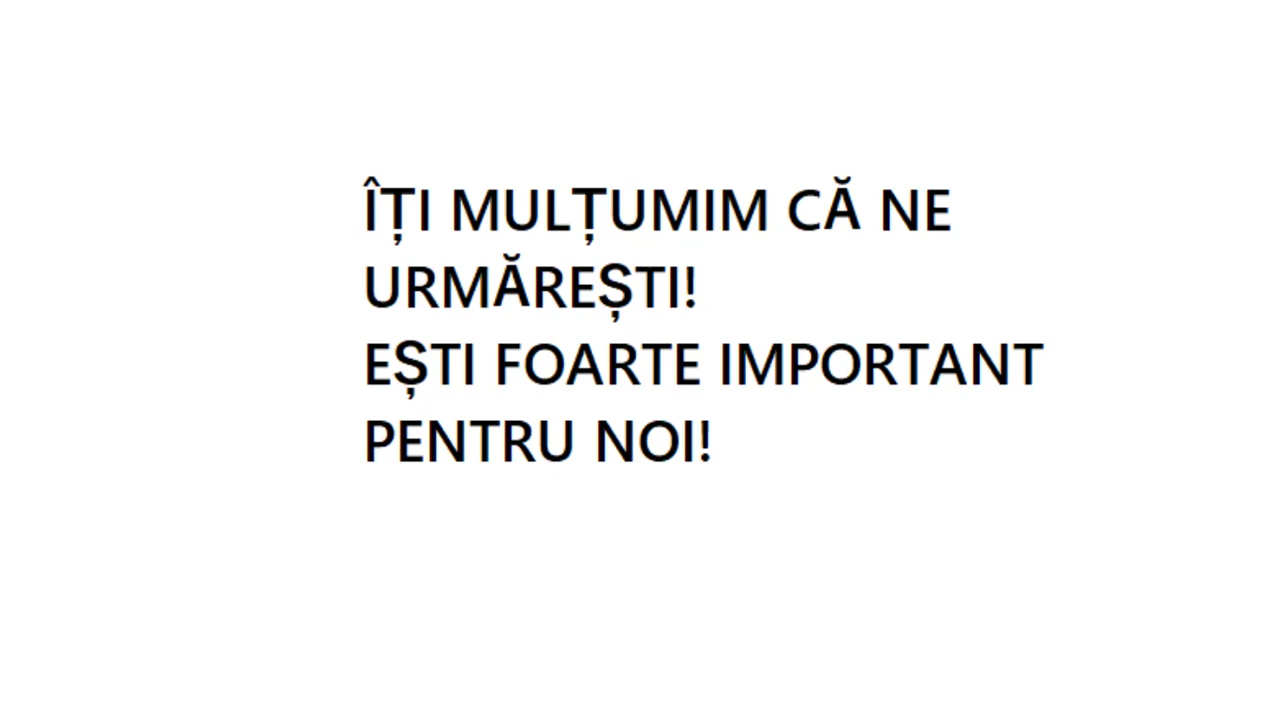 ÎȚI MULȚUMIM CĂ NE
URMĂREȘTI!
EȘTI FOARTE IMPORTANT
PENTRU NOI!